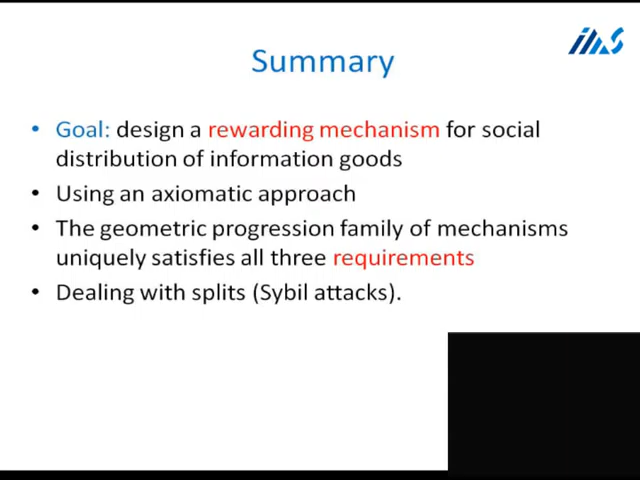 IIAS
Summary
• Goal: design a rewarding mechanism for social
distribution of information goods
• Using an axiomatic approach
• The geometric progression family of mechanisms
uniquely satisfies all three requirements
• Dealing with splits (Sybil attacks).